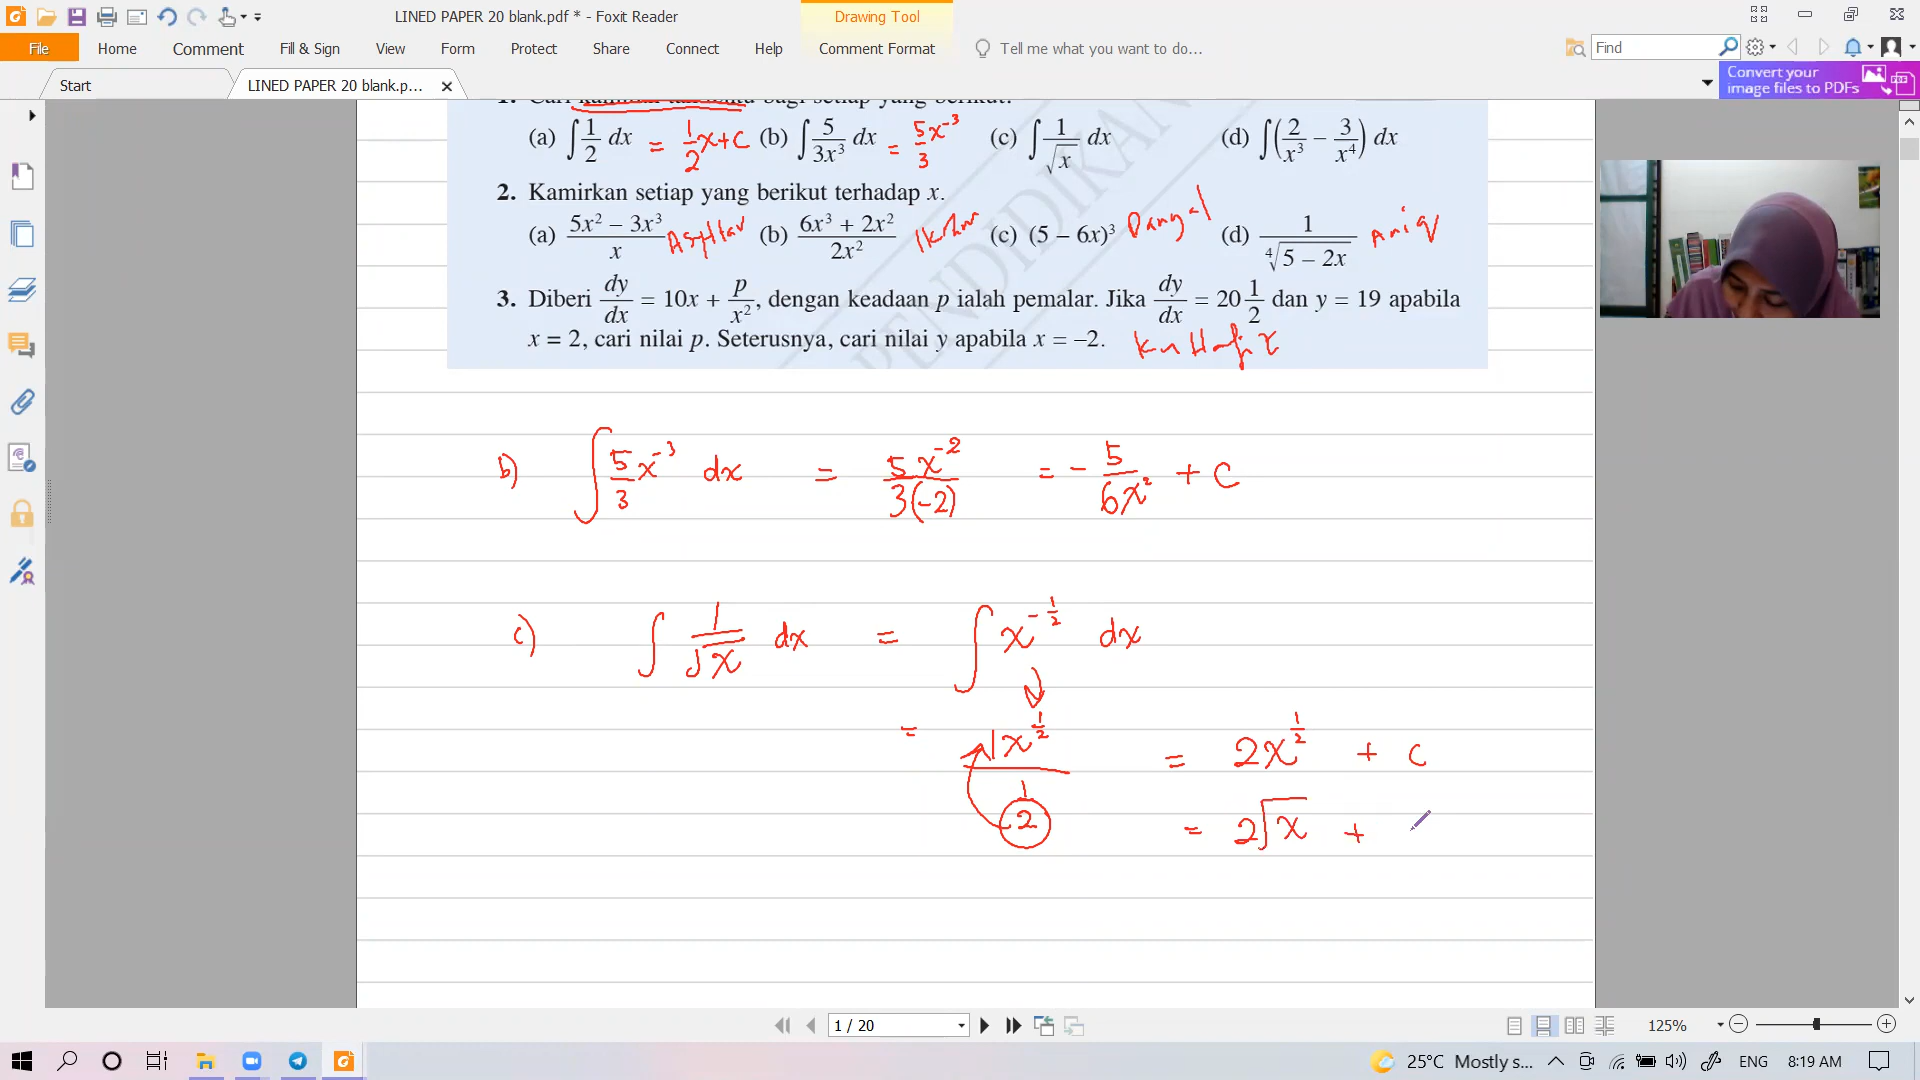 LINED PAPER 20 blank.pdf * - Foxit Reader
Drawing Tool
File Home Comment Fill & Sign View Form Protect Share Connect Help Comment Format Tell me what you want to do... Find
Start LINED PAPER 20 blank.p...
Convert your
image files to PDFs
(a) ∫ 1/2 dx = 1/2 x + C (b) ∫ 5/3x³ dx = 5/3 x⁻³ (c) ∫ 1/√x dx (d) ∫ (2/x³ − 3/x⁴) dx
2. Kamirkan setiap yang berikut terhadap x.
(a) (5x² − 3x³)/x (b) (6x³ + 2x²)/2x² (c) (5 − 6x)³ Danyal (d) 1/⁴√(5 − 2x) Aniq
3. Diberi dy/dx = 10x + p/x², dengan keadaan p ialah pemalar. Jika dy/dx = 20 1/2 dan y = 19 apabila
x = 2, cari nilai p. Seterusnya, cari nilai y apabila x = –2.
PENDIDIKAN
b) ∫ 5/3 x⁻³ dx = 5x⁻²/3(-2) = - 5/6x² + C
c) ∫ 1/√x dx = ∫ x^(-1/2) dx
= 1x^(1/2) / (1/2) = 2x^(1/2) + C
= 2√x +
1 / 20
125%
25°C Mostly s... ENG 8:19 AM